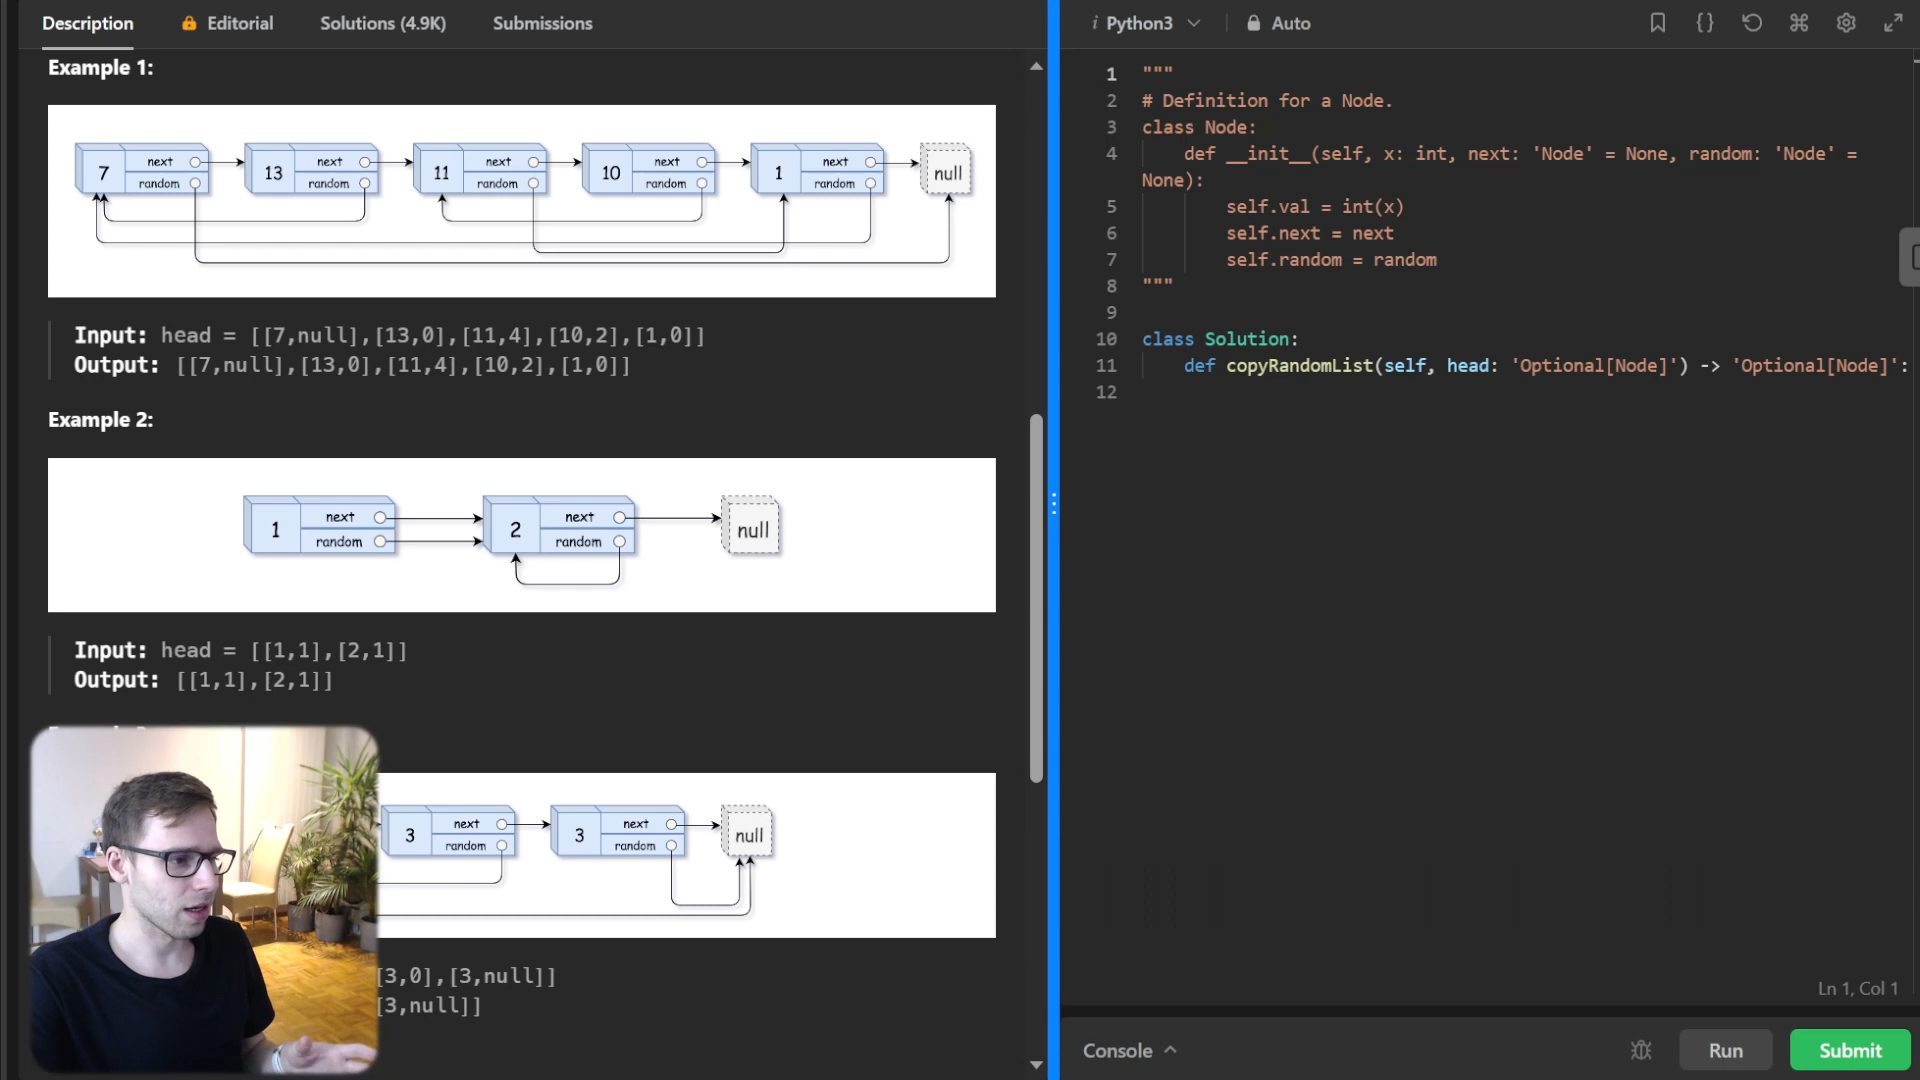 Description
Editorial
Solutions (4.9K)
Submissions
Example 1:
7 next random 13 next random 11 next random 10 next random 1 next random null
Input: head = [[7,null],[13,0],[11,4],[10,2],[1,0]]
Output: [[7,null],[13,0],[11,4],[10,2],[1,0]]
Example 2:
1 next random 2 next random null
Input: head = [[1,1],[2,1]]
Output: [[1,1],[2,1]]
3 next random 3 next random null
[3,0],[3,null]]
[3,null]]
i Python3
Auto
1 """
2 # Definition for a Node.
3 class Node:
4 def __init__(self, x: int, next: 'Node' = None, random: 'Node' =
None):
5 self.val = int(x)
6 self.next = next
7 self.random = random
8 """
9
10 class Solution:
11 def copyRandomList(self, head: 'Optional[Node]') -> 'Optional[Node]':
12
Ln 1, Col 1
Console
Run
Submit